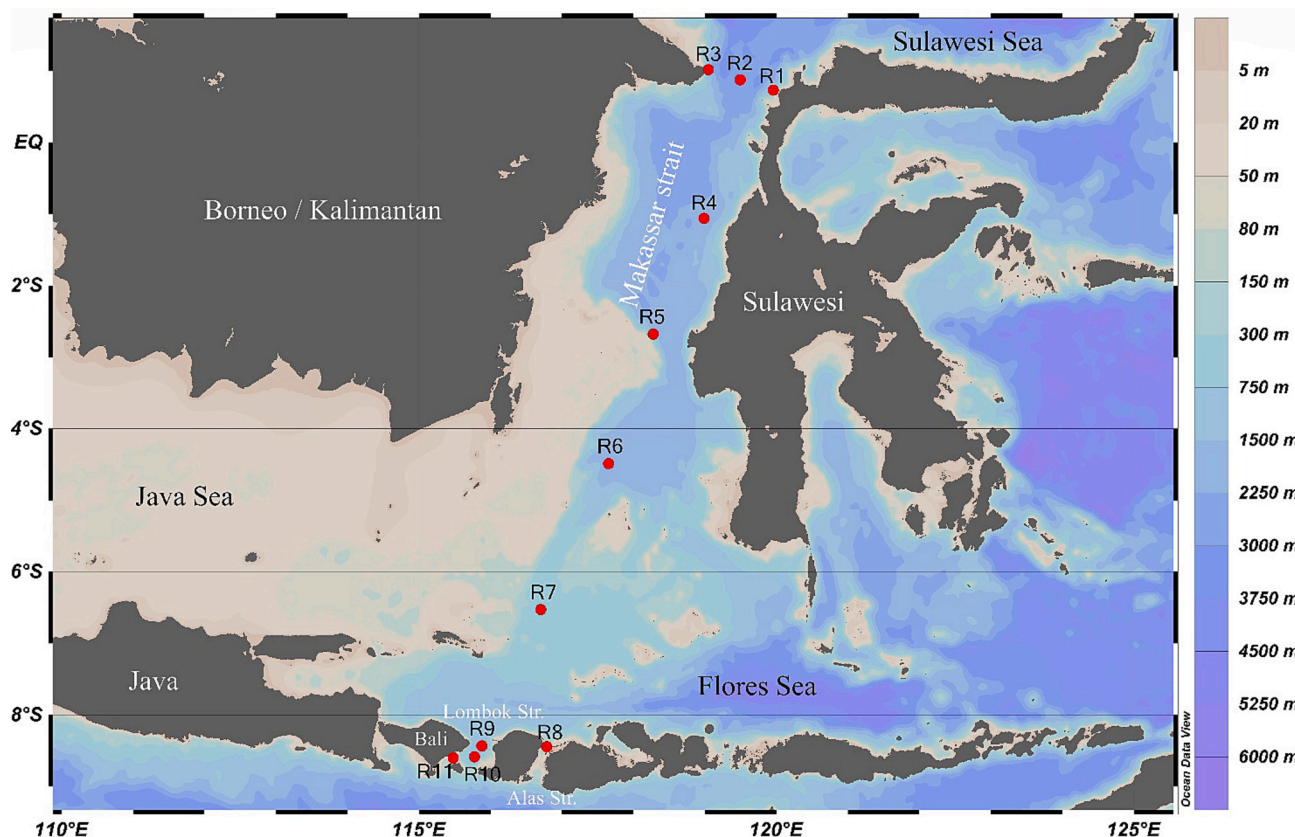 Sulawesi Sea
R3
R2
R1
EQ
Borneo / Kalimantan
Makassar strait
R4
2°S
Sulawesi
R5
4°S
R6
Java Sea
6°S
R7
Java
Flores Sea
8°S
Lombok Str.
Bali
R9
R8
R11
R10
Alas Str.
110°E
115°E
120°E
125°E
5 m
20 m
50 m
80 m
150 m
300 m
750 m
1500 m
2250 m
3000 m
3750 m
4500 m
5250 m
6000 m
Ocean Data View